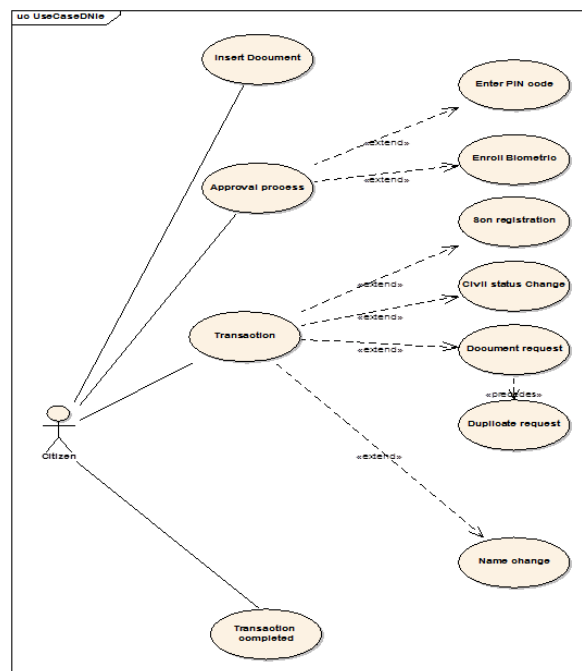 uo UseCaseDNIe
Insert Document
Enter PIN code
«extend»
Enroll Biometric
«extend»
Approval process
Son registration
«extend»
Civil status Change
«extend»
Transaction
Document request
«extend»
«precedes»
Duplicate request
Citizen
«extend»
Name change
Transaction
completed